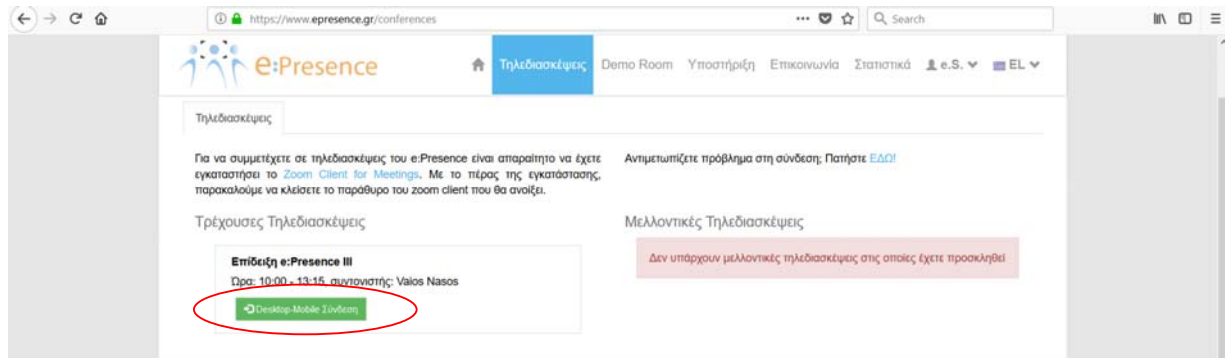 https://www.epresence.gr/conferences
Search
e:Presence
Τηλεδιασκέψεις Demo Room Υποστήριξη Επικοινωνία Στατιστικά e.S. EL
Τηλεδιασκέψεις
Για να συμμετέχετε σε τηλεδιασκέψεις του e:Presence είναι απαραίτητο να έχετε
εγκαταστήσει το Zoom Client for Meetings. Με το πέρας της εγκατάστασης,
παρακαλούμε να κλείσετε το παράθυρο του zoom client που θα ανοίξει.
Αντιμετωπίζετε πρόβλημα στη σύνδεση; Πατήστε ΕΔΩ!
Τρέχουσες Τηλεδιασκέψεις
Επίδειξη e:Presence III
Ώρα: 10:00 - 13:15, συντονιστής: Vaios Nasos
Desktop-Mobile Σύνδεση
Μελλοντικές Τηλεδιασκέψεις
Δεν υπάρχουν μελλοντικές τηλεδιασκέψεις στις οποίες έχετε προσκληθεί